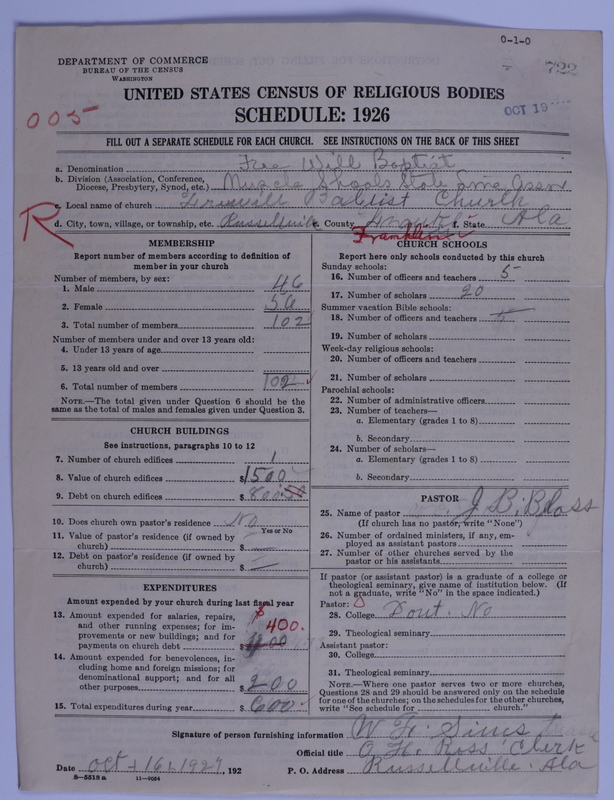 0-1-0
722
DEPARTMENT OF COMMERCE
BUREAU OF THE CENSUS
WASHINGTON
OCT 19
UNITED STATES CENSUS OF RELIGIOUS BODIES
005
SCHEDULE: 1926
FILL OUT A SEPARATE SCHEDULE FOR EACH CHURCH. SEE INSTRUCTIONS ON THE BACK OF THIS SHEET
a. Denomination Free Will Baptist
b. Division (Association, Conference, Diocese, Presbytery, Synod, etc.) Muscle Shoals State Assn
c. Local name of church Freewill Baptist Church
R
d. City, town, village, or township, etc. Russellville e. County Franklin f. State Ala
MEMBERSHIP
Report number of members according to definition of
member in your church
Number of members, by sex:
1. Male 46
2. Female 56
3. Total number of members 102
Number of members under and over 13 years old:
4. Under 13 years of age
5. 13 years old and over
6. Total number of members 102
NOTE.—The total given under Question 6 should be
same as the total of males and females given under Question 3.
CHURCH BUILDINGS
See instructions, paragraphs 10 to 12
7. Number of church edifices 1
8. Value of church edifices $1500
9. Debt on church edifices $ 800
10. Does church own pastor's residence No
Yes or No
11. Value of pastor's residence (if owned by
church) $
12. Debt on pastor's residence (if owned by
church) $
EXPENDITURES
Amount expended by your church during last fiscal year
13. Amount expended for salaries, repairs,
and other running expenses; for im-
provements or new buildings; and for
payments on church debt $ 400.
14. Amount expended for benevolences, in-
cluding home and foreign missions; for
denominational support; and for all
other purposes $ 200
15. Total expenditures during year $ 600
CHURCH SCHOOLS
Report here only schools conducted by this church
Sunday schools:
16. Number of officers and teachers 5
17. Number of scholars 20
Summer vacation Bible schools:
18. Number of officers and teachers
19. Number of scholars
Week-day religious schools:
20. Number of officers and teachers
21. Number of scholars
Parochial schools:
22. Number of administrative officers
23. Number of teachers—
a. Elementary (grades 1 to 8)
b. Secondary
24. Number of scholars—
a. Elementary (grades 1 to 8)
b. Secondary
PASTOR
25. Name of pastor J. B.
(If church has no pastor, write "None")
26. Number of ordained ministers, if any, em-
ployed as assistant pastors
27. Number of other churches served by the
pastor or his assistants
If pastor (or assistant pastor) is a graduate of a college or
theological seminary, give name of institution below. (If
not a graduate, write "No" in the space indicated.)
Pastor:
28. College Dont. No
29. Theological seminary
Assistant pastor:
30. College
31. Theological seminary
NOTE.—Where one pastor serves two or more churches,
Questions 28 and 29 should be answered only on the schedule
for one of the churches; on the schedules for the other churches,
write "See schedule for church."
Signature of person furnishing information W. F. Sims
Official title Ross Clerk
Date Oct 16, 1927, 192 P. O. Address Russellville. Ala
8—5518 a 11—9064